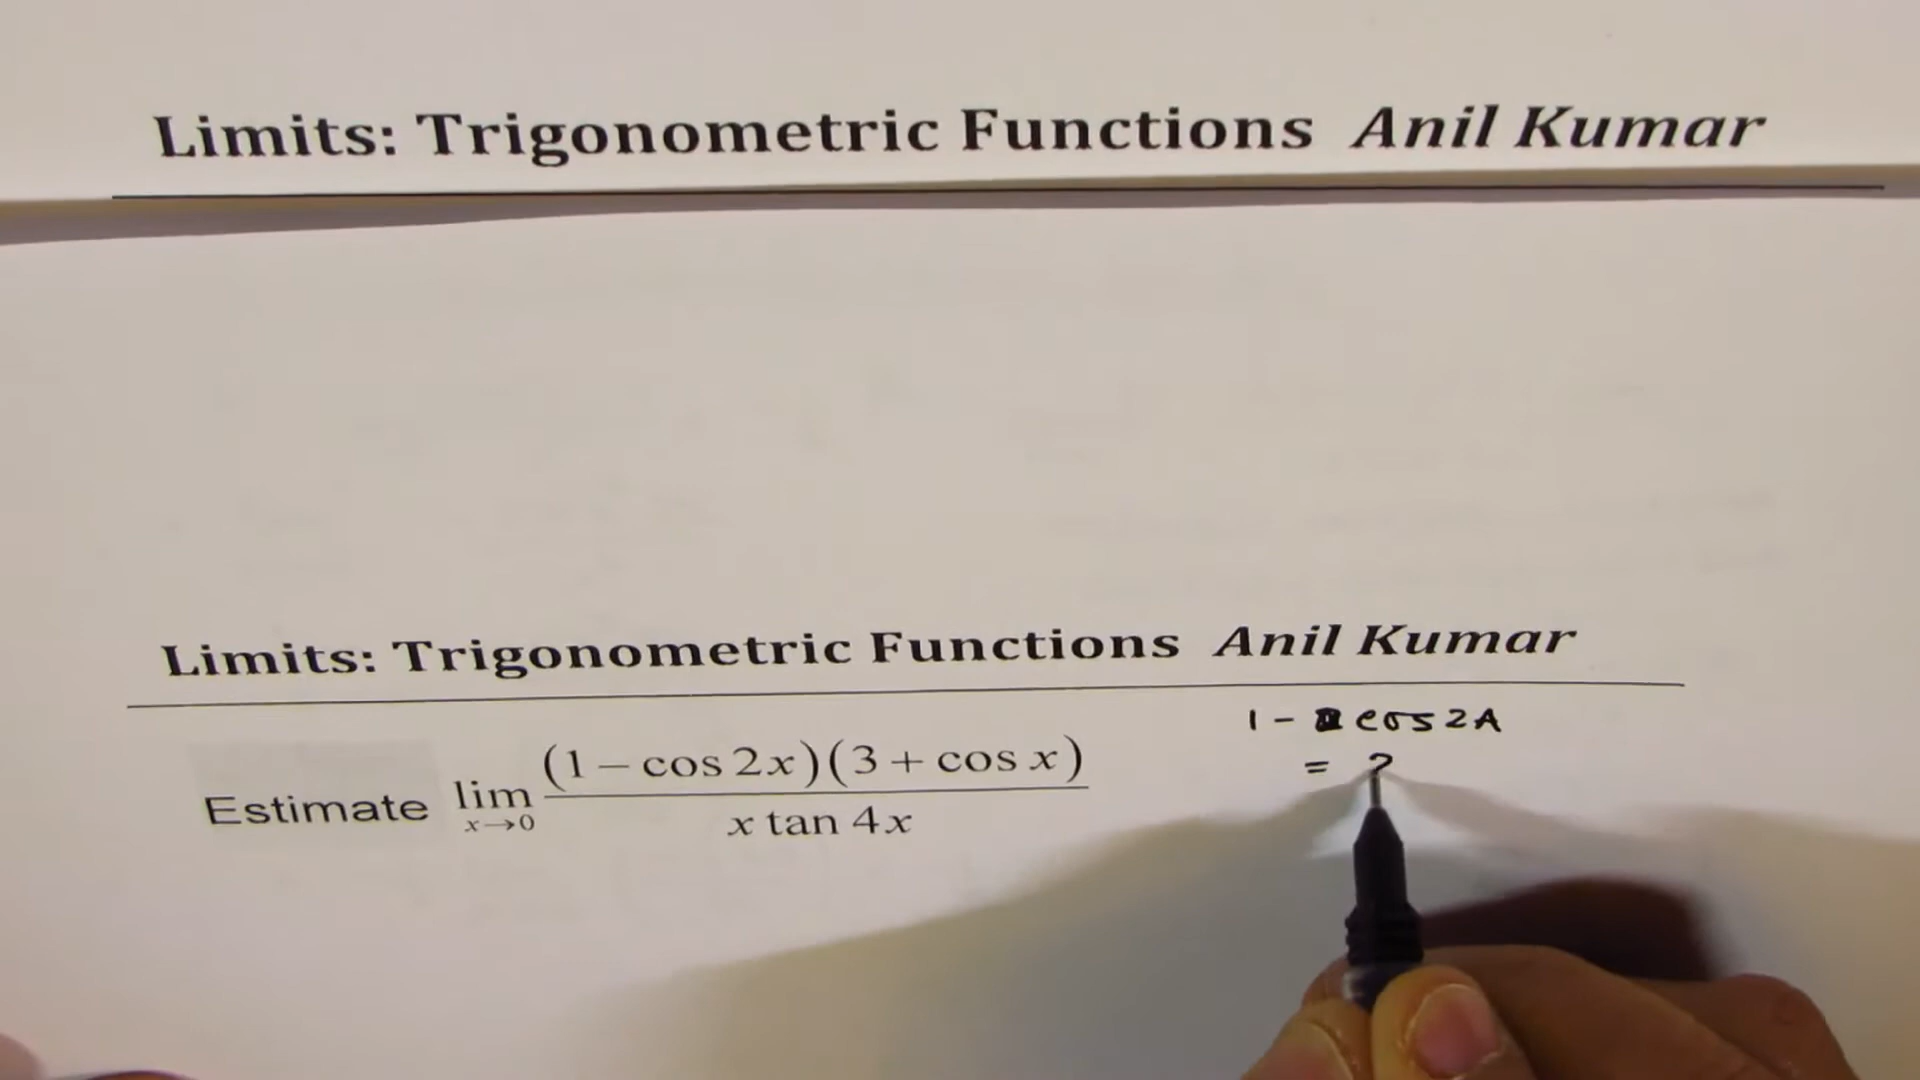 Limits: Trigonometric Functions Anil Kumar
Limits: Trigonometric Functions Anil Kumar
Estimate lim x→0 (1 − cos 2x)(3 + cos x) / x tan 4x
1 - cos 2A
= ?